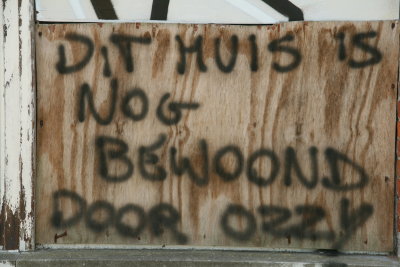 DIT HUIS IS
NOG
BEWOOND
DOOR OZZY